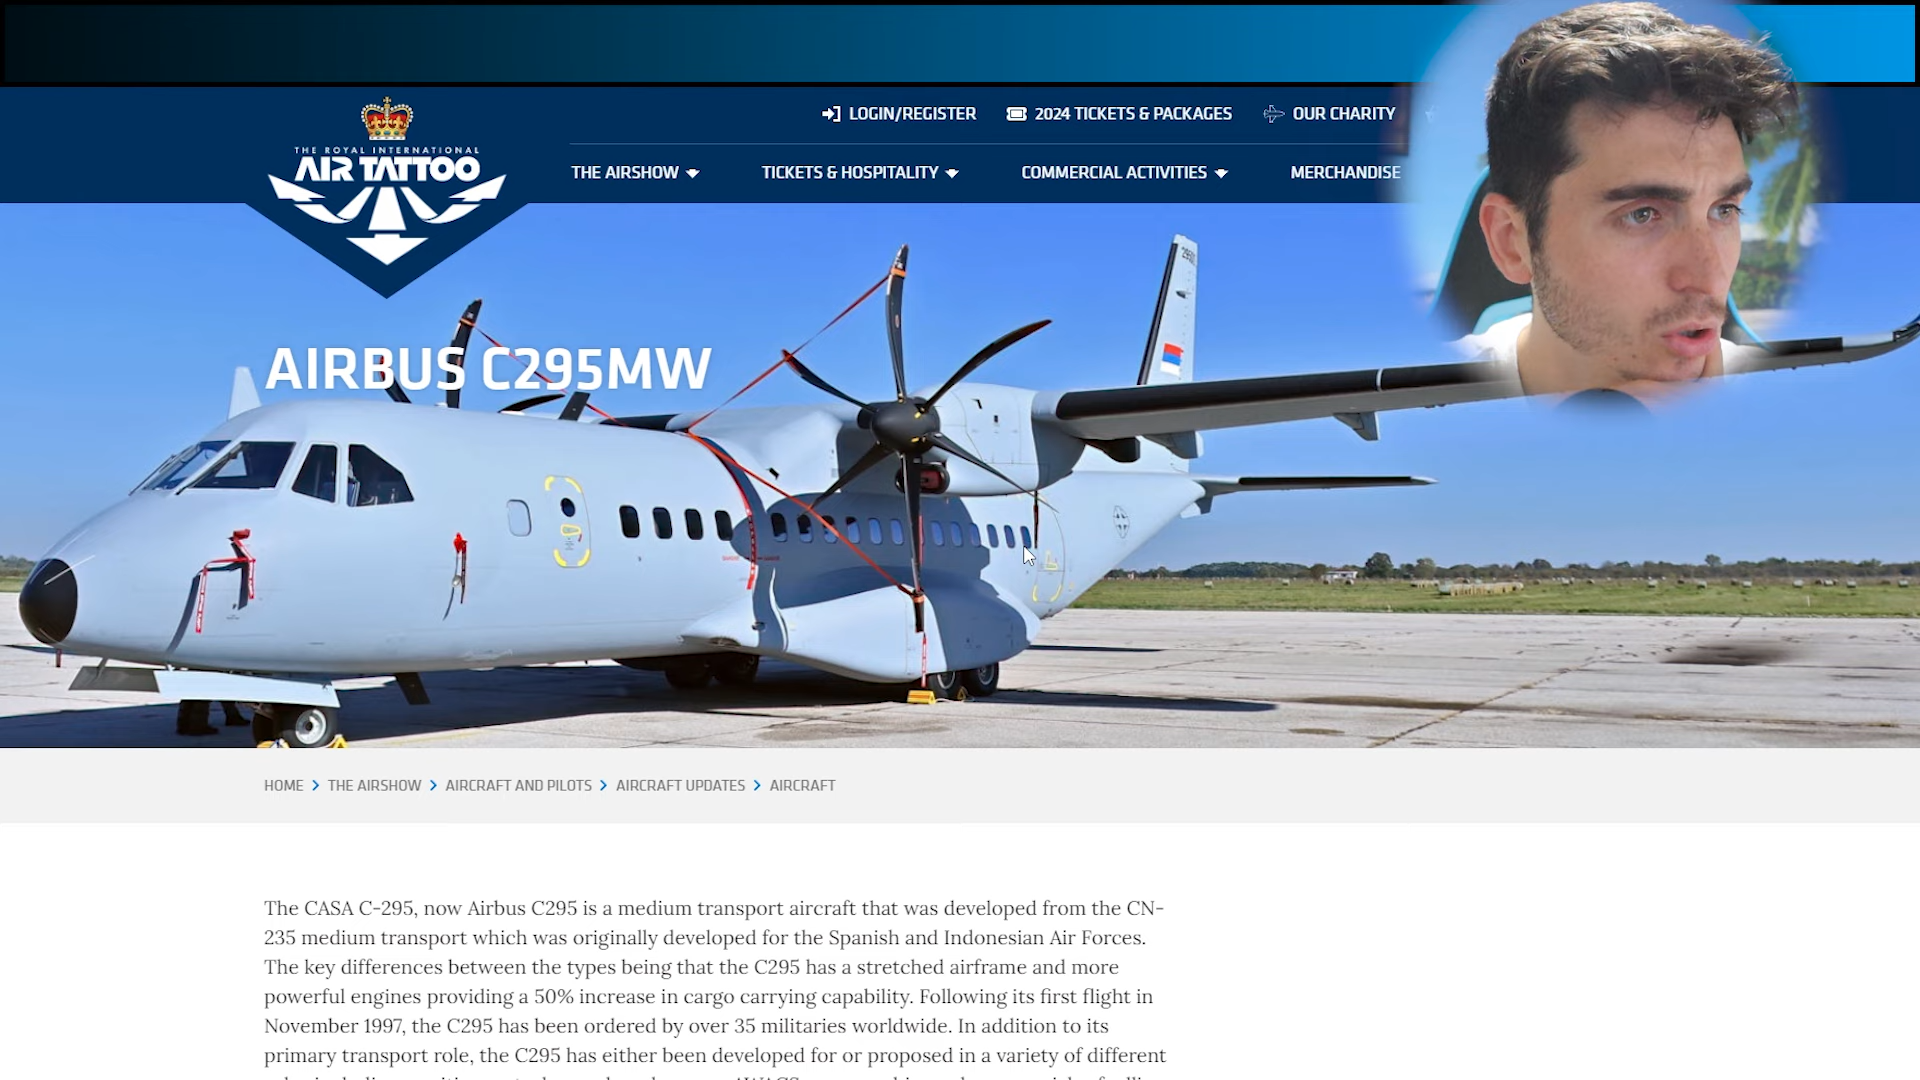 LOGIN/REGISTER
2024 TICKETS & PACKAGES
OUR CHARITY
THE ROYAL INTERNATIONAL
AIR TATTOO
THE AIRSHOW
TICKETS & HOSPITALITY
COMMERCIAL ACTIVITIES
MERCHANDISE
AIRBUS C295MW
HOME > THE AIRSHOW > AIRCRAFT AND PILOTS > AIRCRAFT UPDATES > AIRCRAFT
The CASA C-295, now Airbus C295 is a medium transport aircraft that was developed from the CN-
235 medium transport which was originally developed for the Spanish and Indonesian Air Forces.
The key differences between the types being that the C295 has a stretched airframe and more
powerful engines providing a 50% increase in cargo carrying capability. Following its first flight in
November 1997, the C295 has been ordered by over 35 militaries worldwide. In addition to its
primary transport role, the C295 has either been developed for or proposed in a variety of different